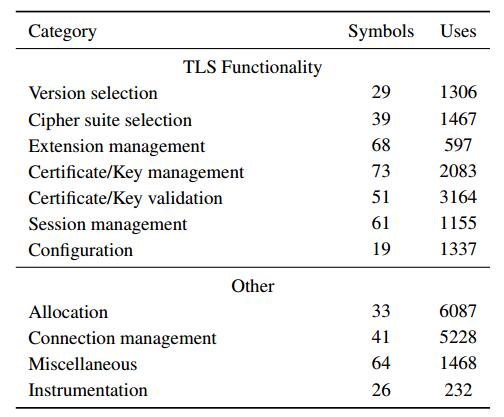 Category Symbols Uses
TLS Functionality
Version selection 29 1306
Cipher suite selection 39 1467
Extension management 68 597
Certificate/Key management 73 2083
Certificate/Key validation 51 3164
Session management 61 1155
Configuration 19 1337
Other
Allocation 33 6087
Connection management 41 5228
Miscellaneous 64 1468
Instrumentation 26 232